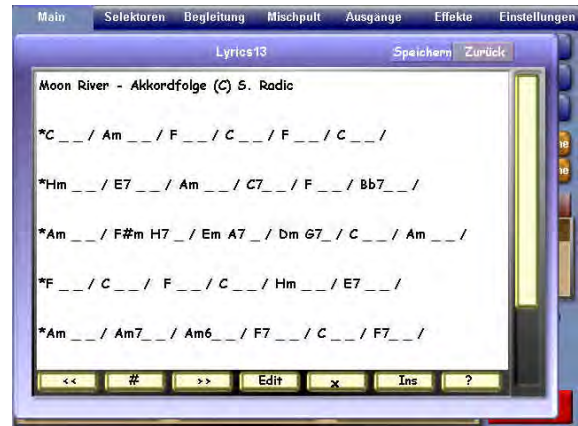 Main Selektoren Begleitung Mischpult Ausgänge Effekte Einstellungen
Lyrics13 Speichern Zurück
Moon River - Akkordfolge (C) S. Radic
*C _ _ / Am _ _ / F _ _ / C _ _ / F _ _ / C _ _ /
*Hm _ _ / E7 _ _ / Am _ _ / C7_ _ / F _ _ / Bb7_ _ /
*Am _ _ / F#m H7 _ / Em A7 _ / Dm G7_ / C _ _ / Am _ _ /
*F _ _ / C _ _ / F _ _ / C _ _ / Hm _ _ / E7 _ _ /
*Am _ _ / Am7_ _ / Am6_ _ / F7 _ _ / C _ _ / F7_ _ /
<< # >> Edit x Ins ?